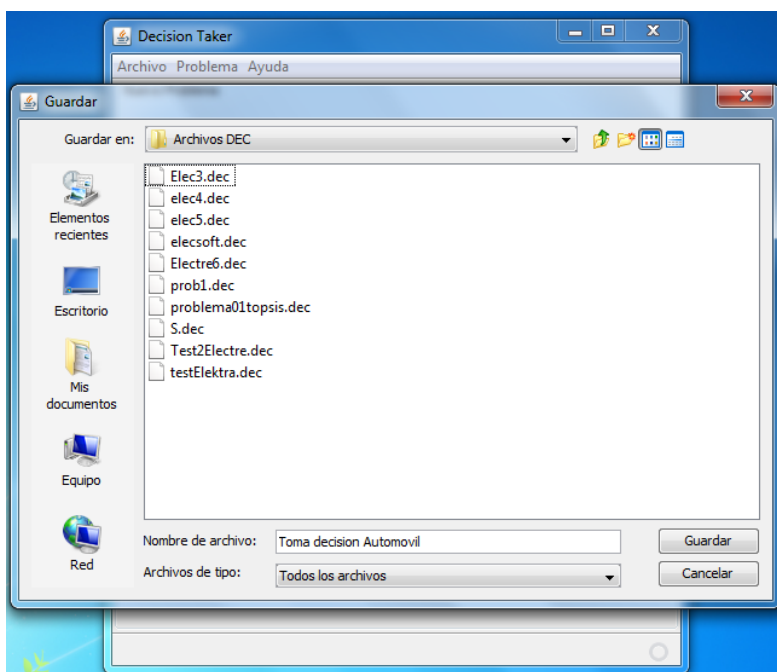 Decision Taker
Archivo Problema Ayuda
Guardar
Guardar en: Archivos DEC
Elec3.dec
elec4.dec
elec5.dec
elecsoft.dec
Electre6.dec
prob1.dec
problema01topsis.dec
S.dec
Test2Electre.dec
testElektra.dec
Elementos
recientes
Escritorio
Mis
documentos
Equipo
Red
Nombre de archivo: Toma decision Automovil Guardar
Archivos de tipo: Todos los archivos Cancelar